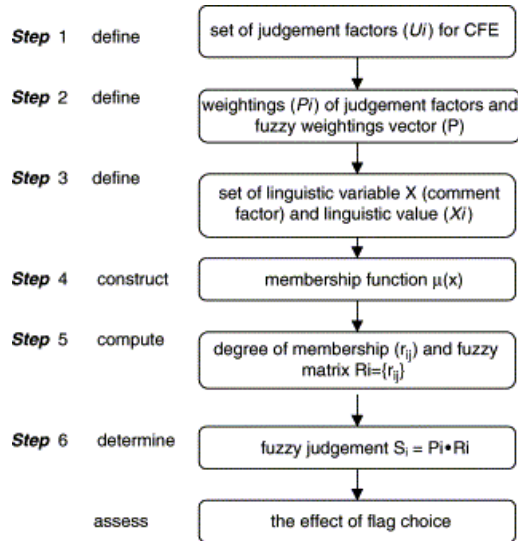 Step 1 define
set of judgement factors (Ui) for CFE
Step 2 define
weightings (Pi) of judgement factors and
fuzzy weightings vector (P)
Step 3 define
set of linguistic variable X (comment
factor) and linguistic value (Xi)
Step 4 construct
membership function μ(x)
Step 5 compute
degree of membership (rij) and fuzzy
matrix Ri={rij}
Step 6 determine
fuzzy judgement Si = Pi•Ri
assess
the effect of flag choice